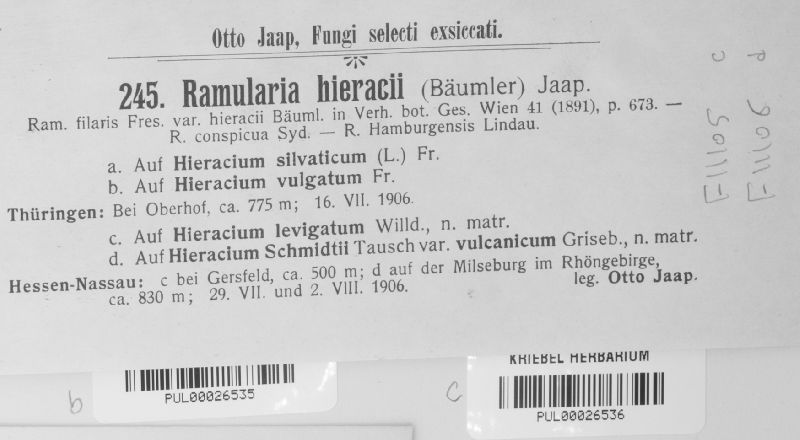 Otto Jaap, Fungi selecti exsiccati.
245. Ramularia hieracii (Bäumler) Jaap.
Ram. filaris Fres. var. hieracii Bäuml. in Verh. bot. Ges. Wien 41 (1891), p. 673. —
R. conspicua Syd. — R. Hamburgensis Lindau.
a. Auf Hieracium silvaticum (L.) Fr.
b. Auf Hieracium vulgatum Fr.
Thüringen: Bei Oberhof, ca. 775 m; 16. VII. 1906.
c. Auf Hieracium levigatum Willd., n. matr.
d. Auf Hieracium Schmidtii Tausch var. vulcanicum Griseb., n. matr.
Hessen-Nassau: c bei Gersfeld, ca. 500 m; d auf der Milseburg im Rhöngebirge,
ca. 830 m; 29. VII. und 2. VIII. 1906. leg. Otto Jaap.
b
PUL00026535
c
KRIEBEL HERBARIUM
PUL00026536